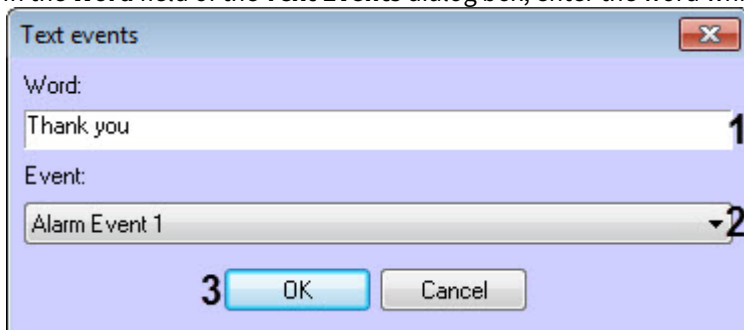 in the Word field of the Text Events dialog box, enter the word
Text events
Word:
Thank you 1
Event:
Alarm Event 1 2
3 OK Cancel